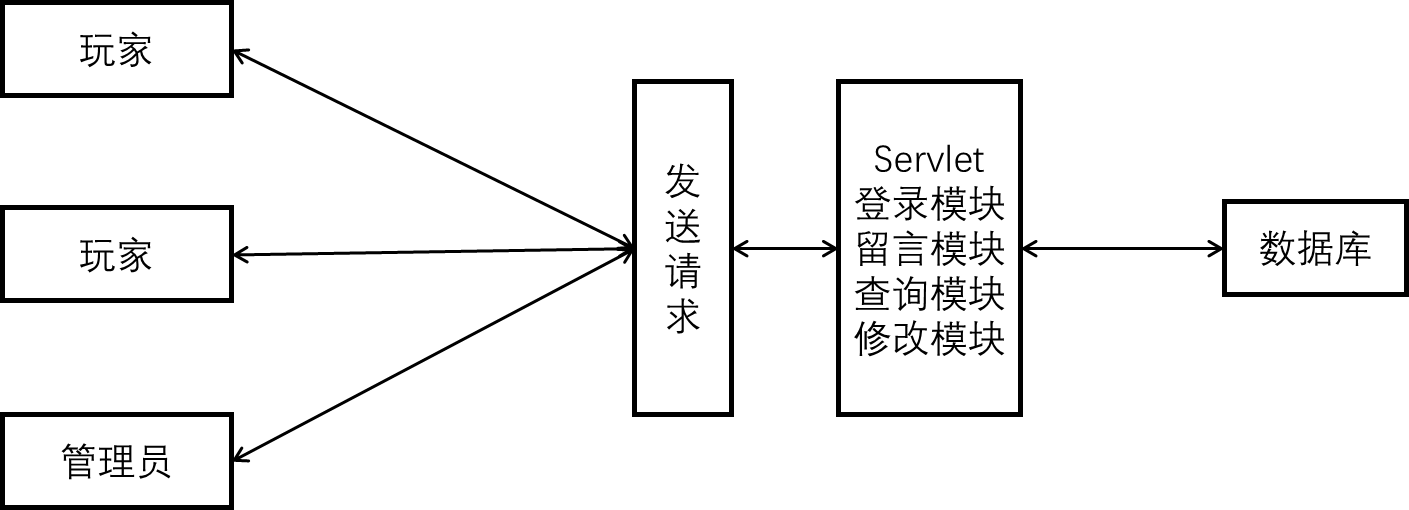 玩家
玩家
管理员
发
送
请
求
Servlet
登录模块
留言模块
查询模块
修改模块
数据库